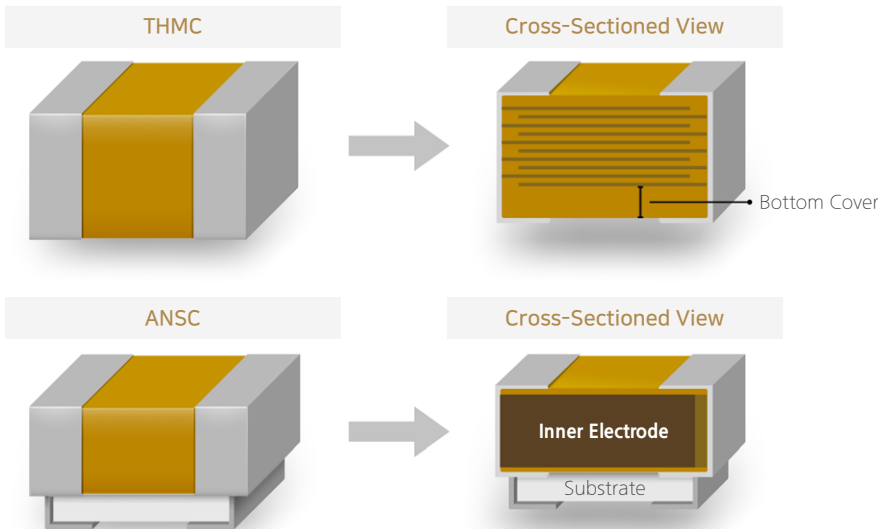 THMC
Cross-Sectioned View
Bottom Cover
ANSC
Cross-Sectioned View
Inner Electrode
Substrate